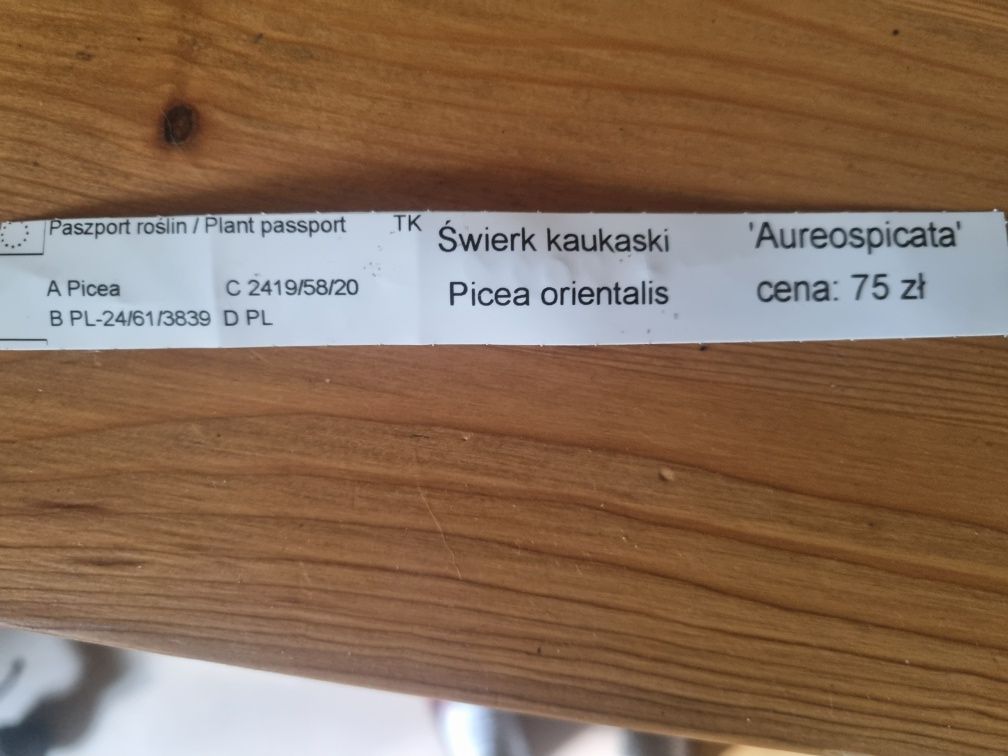 Paszport roślin / Plant passport TK
A Picea C 2419/58/20
B PL-24/61/3839 D PL
Świerk kaukaski 'Aureospicata'
Picea orientalis cena: 75 zł